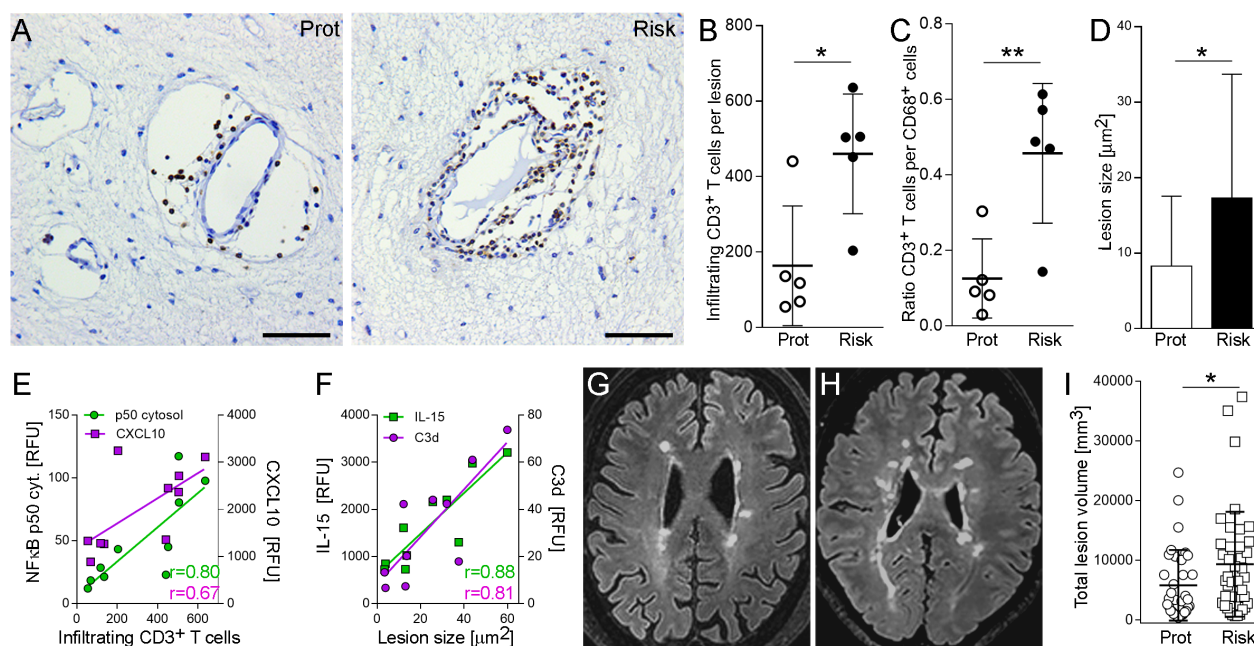 A
Prot
Risk
B
Infiltrating CD3⁺ T cells per lesion
800
600
400
200
0
*
Prot
Risk
C
Ratio CD3⁺ T cells per CD68⁺ cells
0.8
0.6
0.4
0.2
0.0
**
Prot
Risk
D
Lesion size [µm²]
40
30
20
10
0
*
Prot
Risk
E
NFκB p50 cyt. [RFU]
150
100
50
0
p50 cytosol
CXCL10
4000
3000
2000
1000
0
CXCL10 [RFU]
r=0.80
r=0.67
0 200 400 600
Infiltrating CD3⁺ T cells
F
IL-15 [RFU]
4000
3000
2000
1000
0
IL-15
C3d
80
60
40
20
0
C3d [RFU]
r=0.88
r=0.81
0 20 40 60
Lesion size [µm²]
G
H
I
Total lesion volume [mm³]
40000
30000
20000
10000
0
*
Prot
Risk